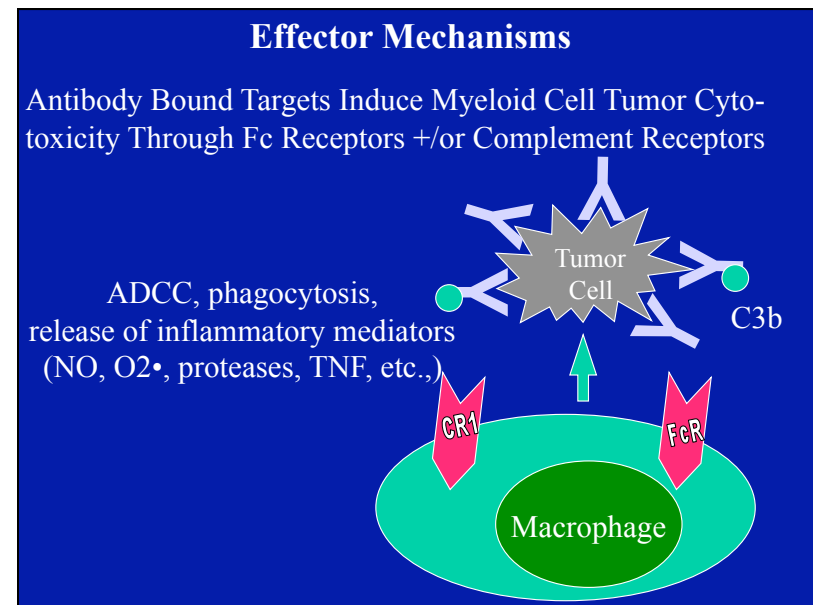 Effector Mechanisms
Antibody Bound Targets Induce Myeloid Cell Tumor Cyto-
toxicity Through Fc Receptors +/or Complement Receptors
ADCC, phagocytosis,
release of inflammatory mediators
(NO, O2•, proteases, TNF, etc.,)
Tumor
Cell
C3b
CR1
FcR
Macrophage